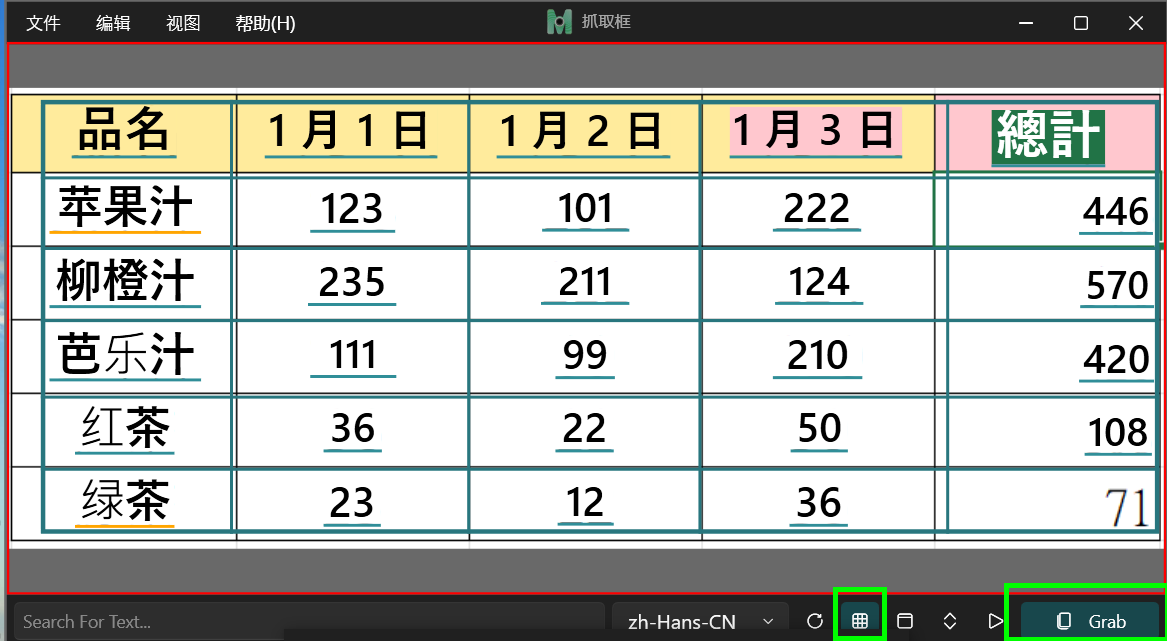 文件 编辑 视图 帮助(H) 抓取框
品名 1月1日 1月2日 1月3日 總計
苹果汁 123 101 222 446
柳橙汁 235 211 124 570
芭乐汁 111 99 210 420
红茶 36 22 50 108
绿茶 23 12 36 71
Search For Text... zh-Hans-CN Grab